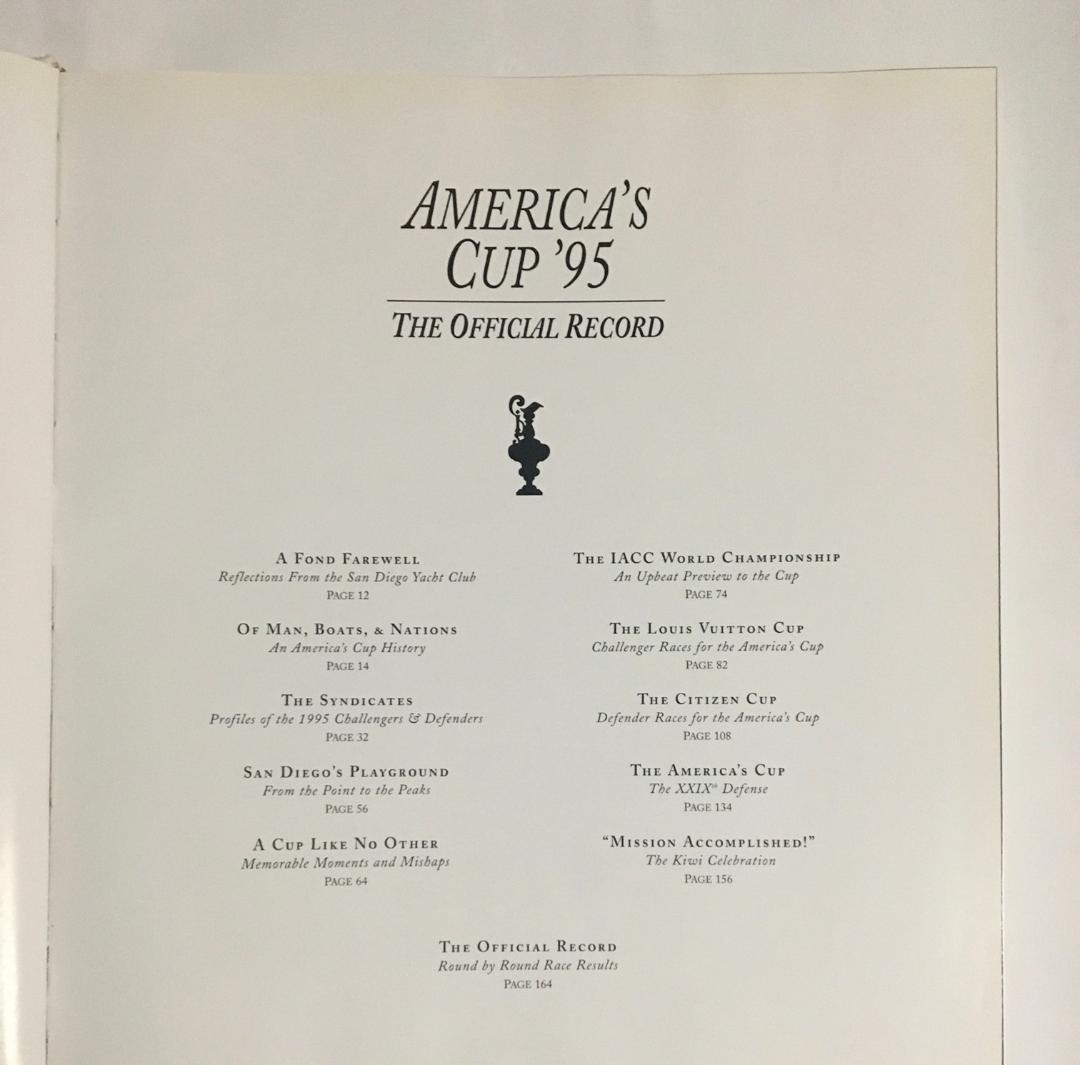 AMERICA'S
CUP '95
THE OFFICIAL RECORD
A FOND FAREWELL
Reflections From the San Diego Yacht Club
PAGE 12
OF MAN, BOATS, & NATIONS
An America's Cup History
PAGE 14
THE SYNDICATES
Profiles of the 1995 Challengers & Defenders
PAGE 32
SAN DIEGO'S PLAYGROUND
From the Point to the Peaks
PAGE 56
A CUP LIKE NO OTHER
Memorable Moments and Mishaps
PAGE 64
THE IACC WORLD CHAMPIONSHIP
An Upbeat Preview to the Cup
PAGE 74
THE LOUIS VUITTON CUP
Challenger Races for the America's Cup
PAGE 82
THE CITIZEN CUP
Defender Races for the America's Cup
PAGE 108
THE AMERICA'S CUP
The XXIXth Defense
PAGE 134
"MISSION ACCOMPLISHED!"
The Kiwi Celebration
PAGE 156
THE OFFICIAL RECORD
Round by Round Race Results
PAGE 164